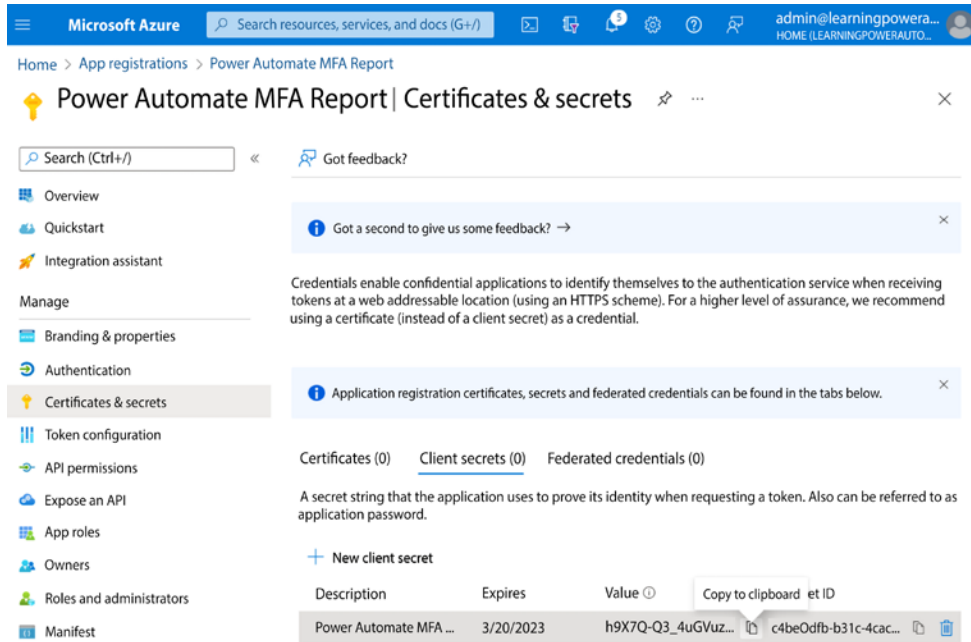 Microsoft Azure
Search resources, services, and docs (G+/)
5
admin@learningpowera...
HOME (LEARNINGPOWERAUTO...
Home > App registrations > Power Automate MFA Report
Power Automate MFA Report | Certificates & secrets
Search (Ctrl+/)
Got feedback?
Overview
Quickstart
Integration assistant
Manage
Branding & properties
Authentication
Certificates & secrets
Token configuration
API permissions
Expose an API
App roles
Owners
Roles and administrators
Manifest
Got a second to give us some feedback?
Credentials enable confidential applications to identify themselves to the authentication service when receiving
tokens at a web addressable location (using an HTTPS scheme). For a higher level of assurance, we recommend
using a certificate (instead of a client secret) as a credential.
Application registration certificates, secrets and federated credentials can be found in the tabs below.
Certificates (0) Client secrets (0) Federated credentials (0)
A secret string that the application uses to prove its identity when requesting a token. Also can be referred to as
application password.
New client secret
Description Expires Value Copy to clipboard et ID
Power Automate MFA ... 3/20/2023 h9X7Q-Q3_4uGVuz... c4be0dfb-b31c-4cac...